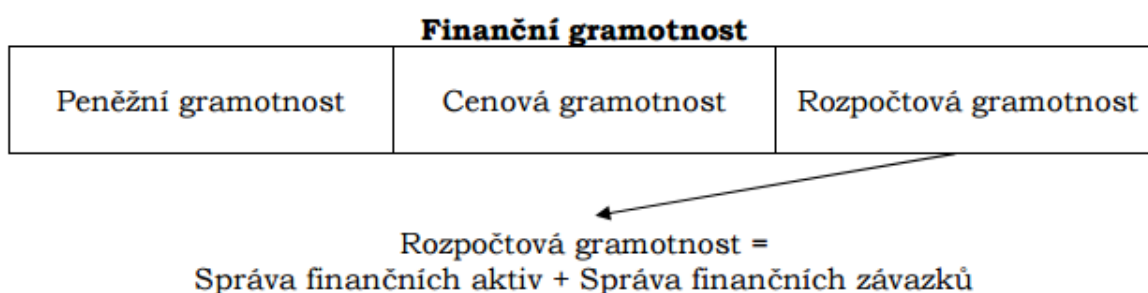 Finanční gramotnost
Peněžní gramotnost
Cenová gramotnost
Rozpočtová gramotnost
Rozpočtová gramotnost =
Správa finančních aktiv + Správa finančních závazků